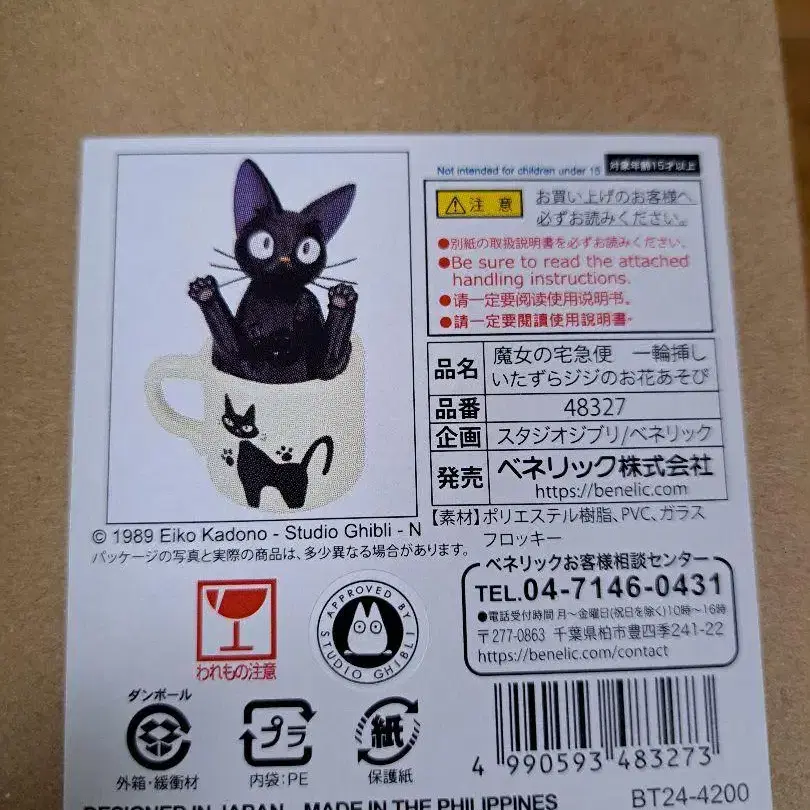 Not intended for children under 15 対象年齢15才以上
注意 お買い上げのお客様へ
必ずお読みください。
●別紙の取扱説明書を必ずお読みください。
●Be sure to read the attached
handling instructions.
●请一定要阅读使用说明书。
●請一定要閱讀使用說明書。
品名 魔女の宅急便 一輪挿し
いたずらジジのお花あそび
品番 48327
企画 スタジオジブリ/ベネリック
発売 ベネリック株式会社
https://benelic.com
【素材】ポリエステル樹脂、PVC、ガラス
フロッキー
© 1989 Eiko Kadono - Studio Ghibli - N
パッケージの写真と実際の商品は、多少異なる場合があります。
われもの注意
APPROVED BY
STUDIO GHIBLI
ベネリックお客様相談センター
TEL.04-7146-0431
●電話受付時間 月~金曜日(祝日を除く)10時~16時
〒277-0863 千葉県柏市豊四季241-22
https://benelic.com/contact
ダンボール
外箱・緩衝材
プラ
内袋:PE
紙
保護紙
4 990593 483273
BT24-4200
DESIGNED IN JAPAN MADE IN THE PHILIPPINES